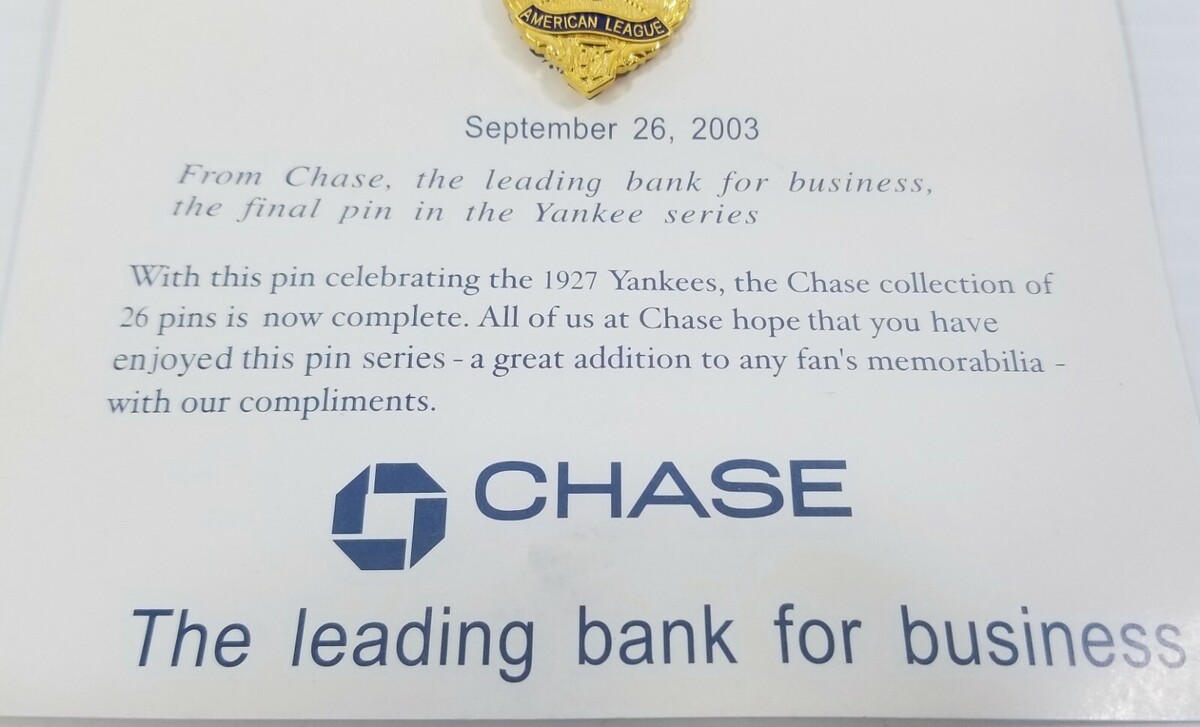 AMERICAN LEAGUE
September 26, 2003
From Chase, the leading bank for business,
the final pin in the Yankee series
With this pin celebrating the 1927 Yankees, the Chase collection of
26 pins is now complete. All of us at Chase hope that you have
enjoyed this pin series - a great addition to any fan's memorabilia -
with our compliments.
CHASE
The leading bank for business